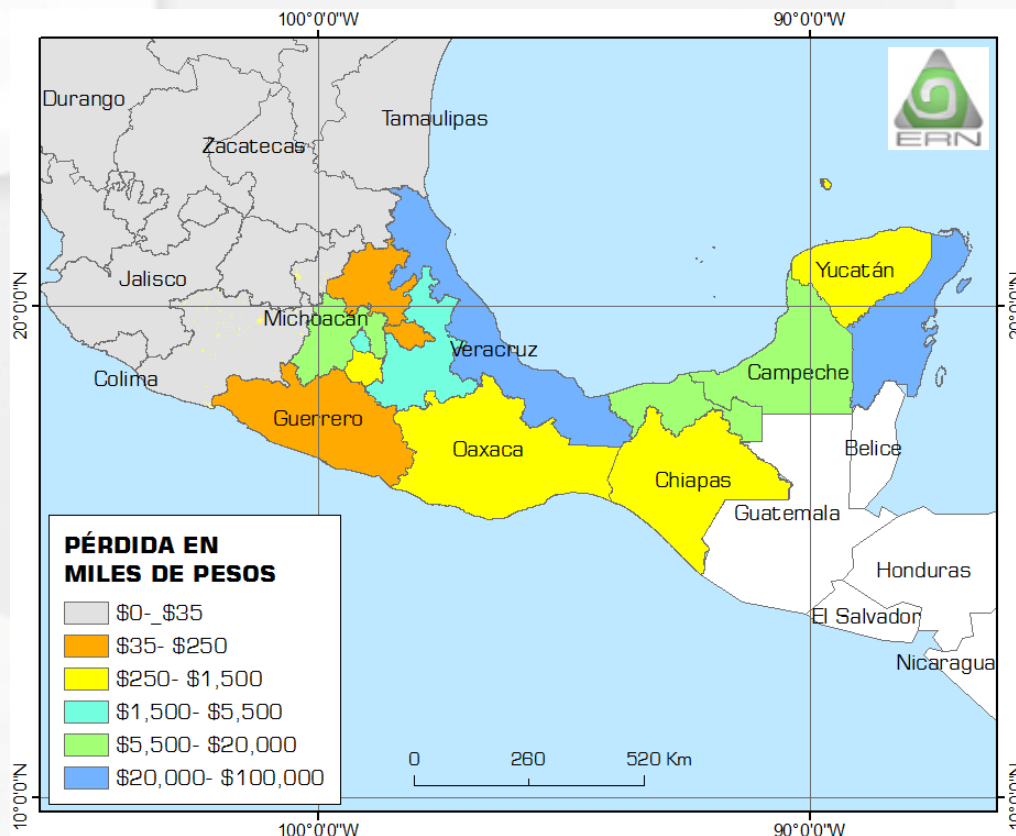 100°0'0"W
90°0'0"W
Durango
Tamaulipas
Zacatecas
ERN
Yucatán
Jalisco
20°0'0"N
20°0'0"N
Michoacán
Veracruz
Colima
Campeche
Guerrero
Oaxaca
Belice
Chiapas
Guatemala
PÉRDIDA EN
MILES DE PESOS
$0-_$35
$35- $250
$250- $1,500
$1,500- $5,500
$5,500- $20,000
$20,000- $100,000
Honduras
El Salvador
Nicaragua
0 260 520 Km
10°0'0"N
10°0'0"N
100°0'0"W
90°0'0"W